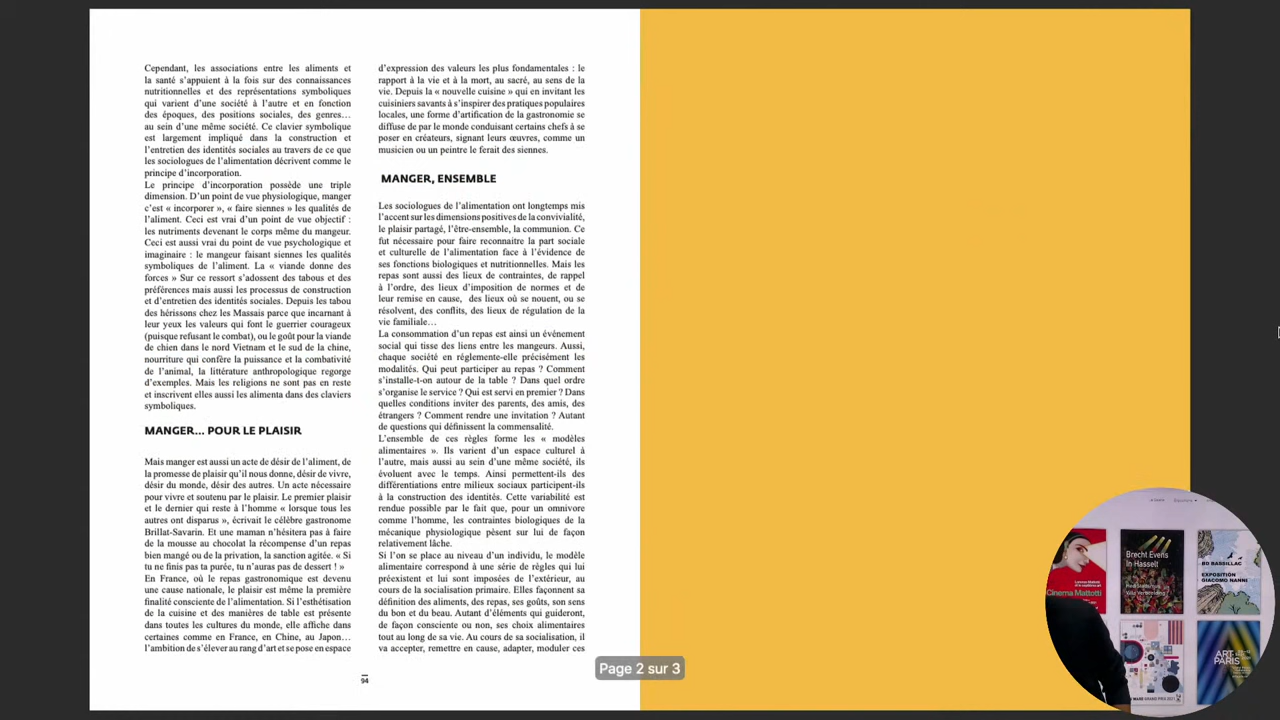 Cependant, les associations entre les aliments et
la santé s’appuient à la fois sur des connaissances
nutritionnelles et des représentations symboliques
qui varient d’une société à l’autre et en fonction
des époques, des positions sociales, des genres…
au sein d’une même société. Ce clavier symbolique
est largement impliqué dans la construction et
l’entretien des identités sociales au travers de ce que
les sociologues de l’alimentation décrivent comme le
principe d’incorporation.
Le principe d’incorporation possède une triple
dimension. D’un point de vue physiologique, manger
c’est « incorporer », « faire siennes » les qualités de
l’aliment. Ceci est vrai d’un point de vue objectif :
les nutriments devenant le corps même du mangeur.
Ceci est aussi vrai du point de vue psychologique et
imaginaire : le mangeur faisant siennes les qualités
symboliques de l’aliment. La « viande donne des
forces » Sur ce ressort s’adossent des tabous et des
préférences mais aussi les processus de construction
et d’entretien des identités sociales. Depuis les tabou
des hérissons chez les Massais parce que incarnant à
leur yeux les valeurs qui font le guerrier courageux
(puisque refusant le combat), ou le goût pour la viande
de chien dans le nord Vietnam et le sud de la chine,
nourriture qui confère la puissance et la combativité
de l’animal, la littérature anthropologique regorge
d’exemples. Mais les religions ne sont pas en reste
et inscrivent elles aussi les alimenta dans des claviers
symboliques.
MANGER... POUR LE PLAISIR
Mais manger est aussi un acte de désir de l’aliment, de
la promesse de plaisir qu’il nous donne, désir de vivre,
désir du monde, désir des autres. Un acte nécessaire
pour vivre et soutenu par le plaisir. Le premier plaisir
et le dernier qui reste à l’homme « lorsque tous les
autres ont disparus », écrivait le célèbre gastronome
Brillat-Savarin. Et une maman n’hésitera pas à faire
de la mousse au chocolat la récompense d’un repas
bien mangé ou de la privation, la sanction agitée. « Si
tu ne finis pas ta purée, tu n’auras pas de dessert ! »
En France, où le repas gastronomique est devenu
une cause nationale, le plaisir est même la première
finalité consciente de l’alimentation. Si l’esthétisation
de la cuisine et des manières de table est présente
dans toutes les cultures du monde, elle affiche dans
certaines comme en France, en Chine, au Japon…
l’ambition de s’élever au rang d’art et se pose en espace
d’expression des valeurs les plus fondamentales : le
rapport à la vie et à la mort, au sacré, au sens de la
vie. Depuis la « nouvelle cuisine » qui en invitant les
cuisiniers savants à s’inspirer des pratiques populaires
locales, une forme d’artification de la gastronomie se
diffuse de par le monde conduisant certains chefs à se
poser en créateurs, signant leurs œuvres, comme un
musicien ou un peintre le ferait des siennes.
MANGER, ENSEMBLE
Les sociologues de l’alimentation ont longtemps mis
l’accent sur les dimensions positives de la convivialité,
le plaisir partagé, l’être-ensemble, la communion. Ce
fut nécessaire pour faire reconnaitre la part sociale
et culturelle de l’alimentation face à l’évidence de
ses fonctions biologiques et nutritionnelles. Mais les
repas sont aussi des lieux de contraintes, de rappel
à l’ordre, des lieux d’imposition de normes et de
leur remise en cause, des lieux où se nouent, ou se
résolvent, des conflits, des lieux de régulation de la
vie familiale…
La consommation d’un repas est ainsi un évènement
social qui tisse des liens entre les mangeurs. Aussi,
chaque société en réglemente-elle précisément les
modalités. Qui peut participer au repas ? Comment
s’installe-t-on autour de la table ? Dans quel ordre
s’organise le service ? Qui est servi en premier ? Dans
quelles conditions inviter des parents, des amis, des
étrangers ? Comment rendre une invitation ? Autant
de questions qui définissent la commensalité.
L’ensemble de ces règles forme les « modèles
alimentaires ». Ils varient d’un espace culturel à
l’autre, mais aussi au sein d’une même société, ils
évoluent avec le temps. Ainsi permettent-ils des
différentiations entre milieux sociaux participent-ils
à la construction des identités. Cette variabilité est
rendue possible par le fait que, pour un omnivore
comme l’homme, les contraintes biologiques de la
mécanique physiologique pèsent sur lui de façon
relativement lâche.
Si l’on se place au niveau d’un individu, le modèle
alimentaire correspond à une série de règles qui lui
préexistent et lui sont imposées de l’extérieur, au
cours de la socialisation primaire. Elles façonnent sa
définition des aliments, des repas, ses goûts, son sens
du bon et du beau. Autant d’éléments qui guideront,
de façon consciente ou non, ses choix alimentaires
tout au long de sa vie. Au cours de sa socialisation, il
va accepter, remettre en cause, adapter, moduler ces
94
Page 2 sur 3
Cinema Mattotti
Brecht Evens
In Hasselt
BD BASSILLAC
EXPOSITION
GIACOMO NANNI
ART
PARIS